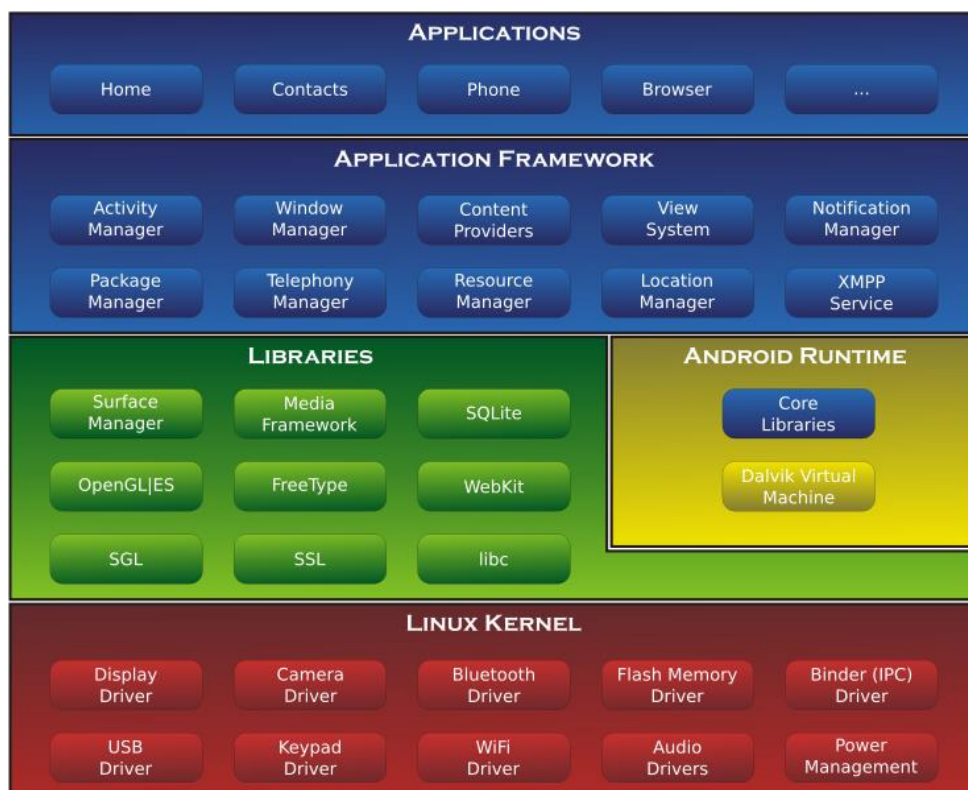 APPLICATIONS
Home
Contacts
Phone
Browser
...
APPLICATION FRAMEWORK
Activity
Manager
Window
Manager
Content
Providers
View
System
Notification
Manager
Package
Manager
Telephony
Manager
Resource
Manager
Location
Manager
XMPP
Service
LIBRARIES
Surface
Manager
Media
Framework
SQLite
OpenGL|ES
FreeType
WebKit
SGL
SSL
libc
ANDROID RUNTIME
Core
Libraries
Dalvik Virtual
Machine
LINUX KERNEL
Display
Driver
Camera
Driver
Bluetooth
Driver
Flash Memory
Driver
Binder (IPC)
Driver
USB
Driver
Keypad
Driver
WiFi
Driver
Audio
Drivers
Power
Management